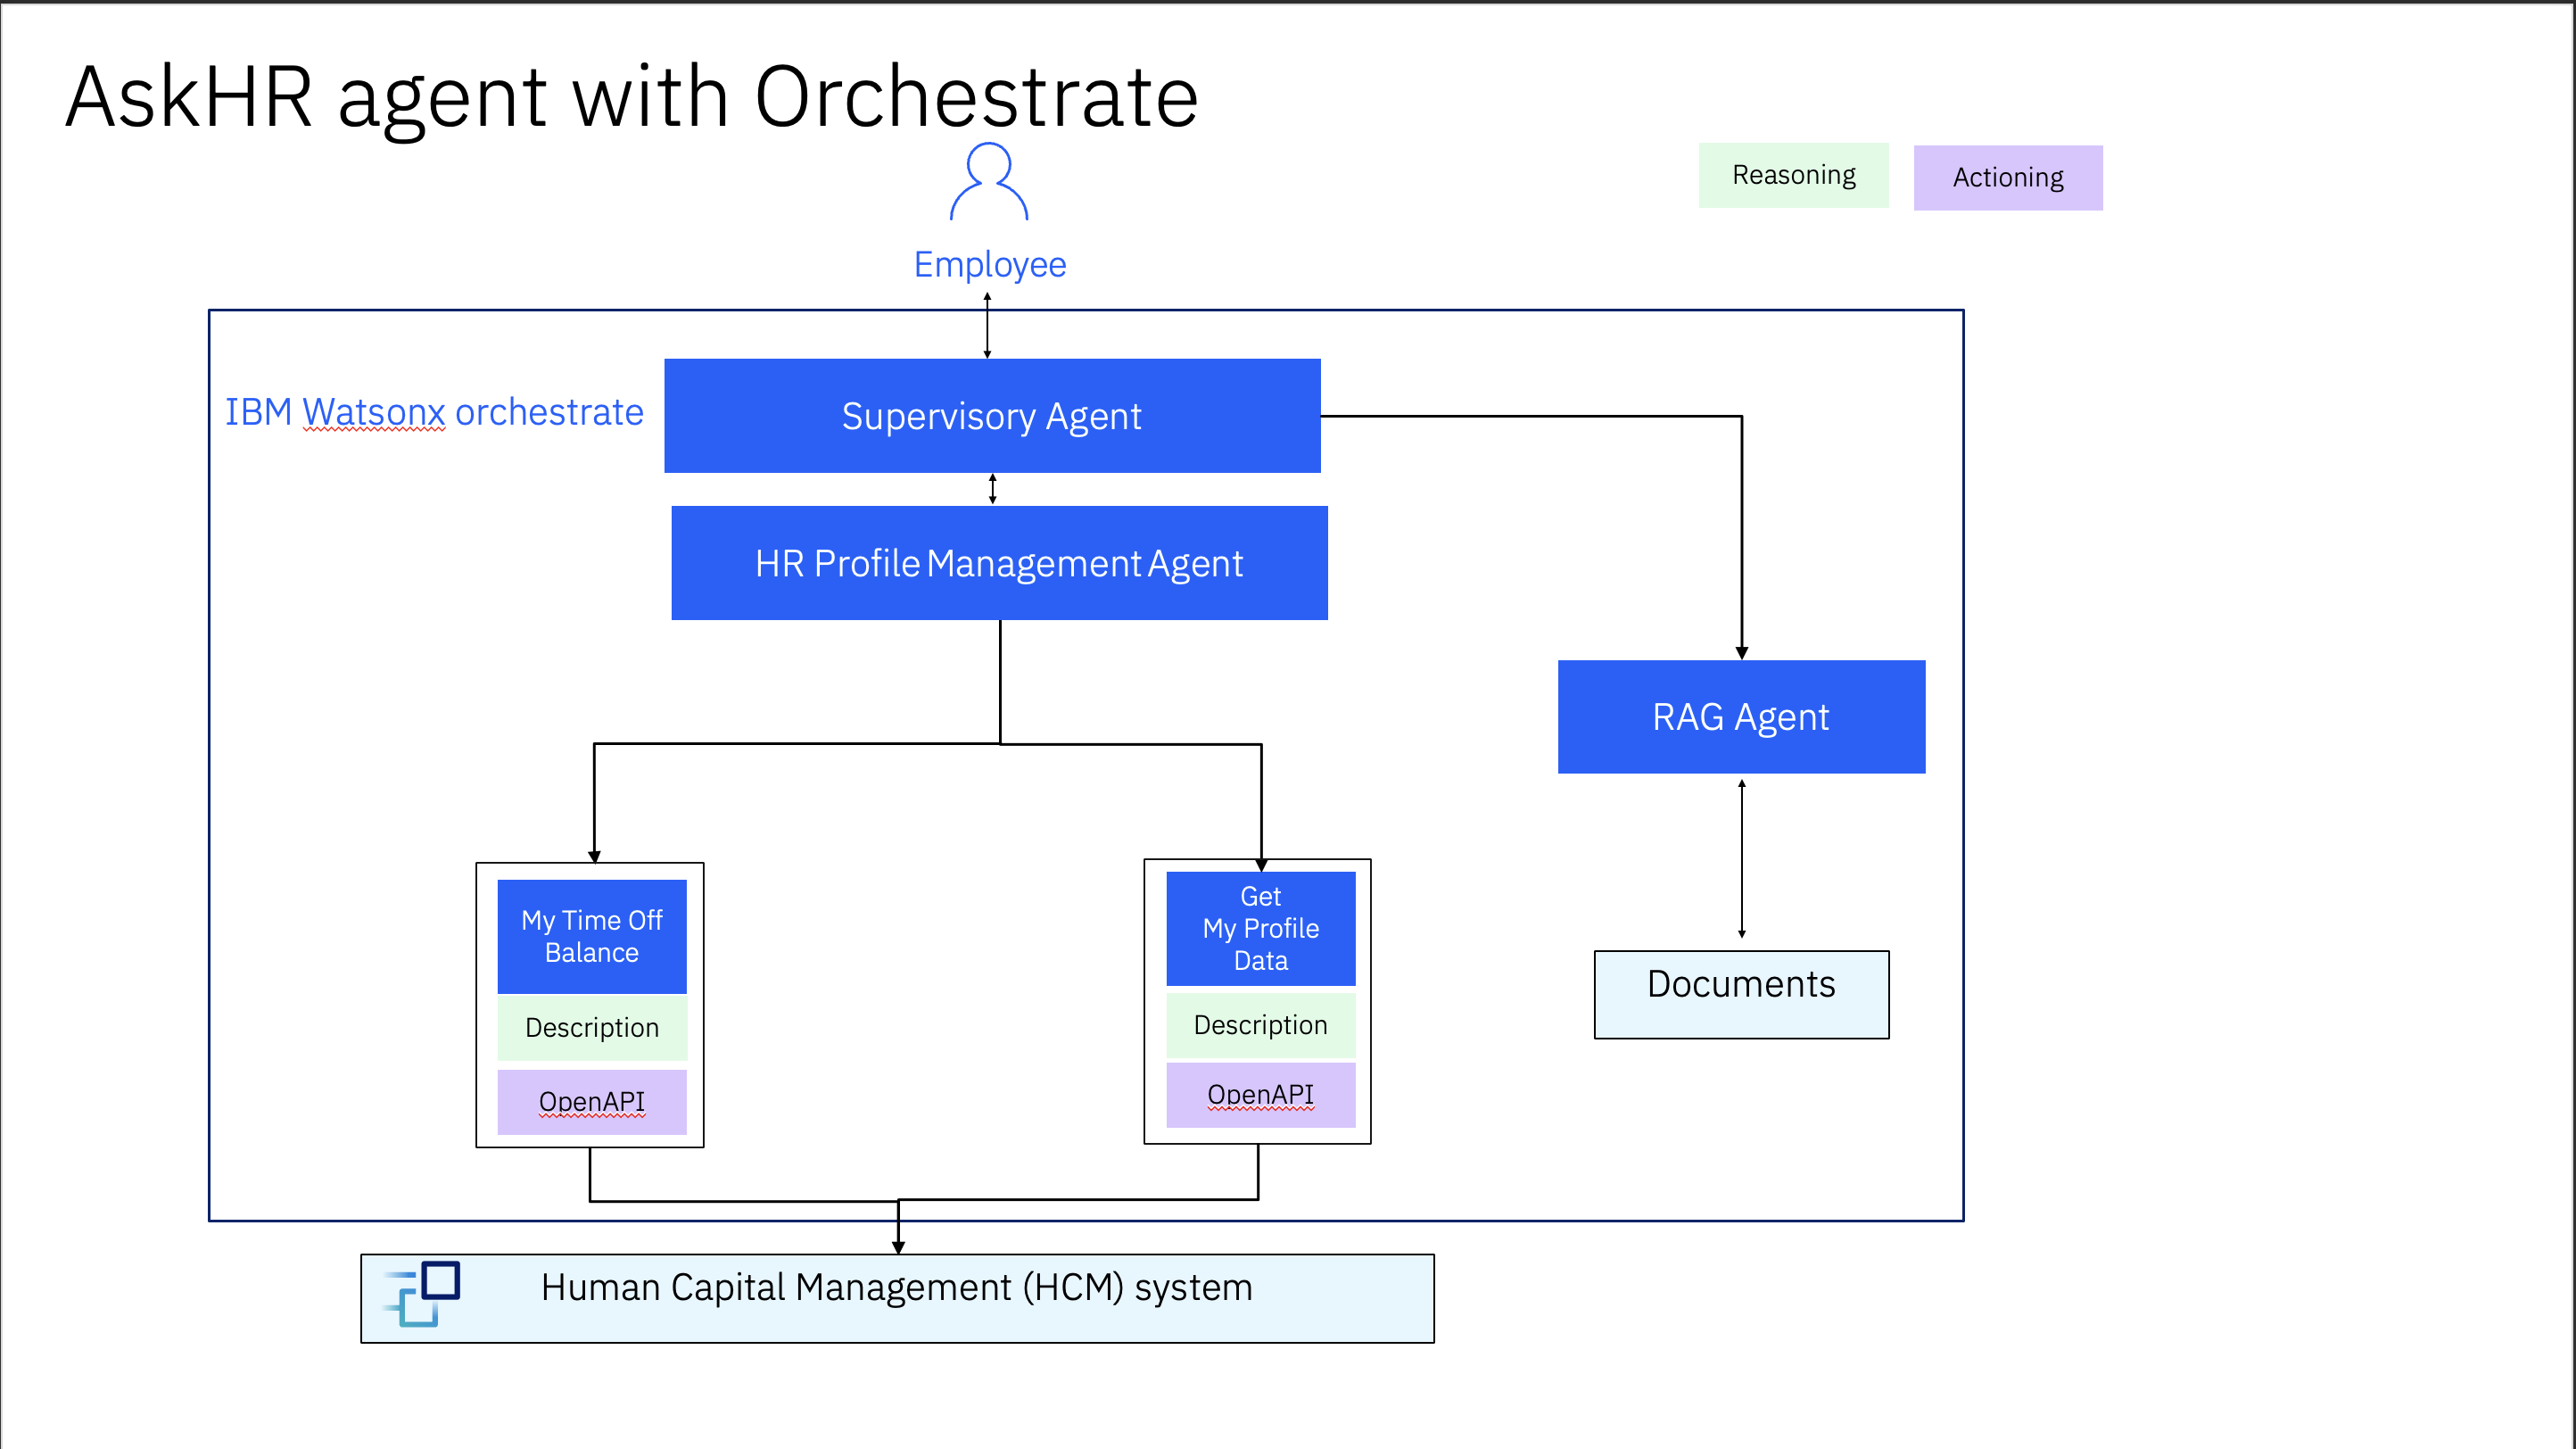 AskHR agent with Orchestrate
Reasoning
Actioning
Employee
IBM Watsonx orchestrate
Supervisory Agent
HR Profile Management Agent
RAG Agent
My Time Off
Balance
Description
OpenAPI
Get
My Profile
Data
Description
OpenAPI
Documents
Human Capital Management (HCM) system